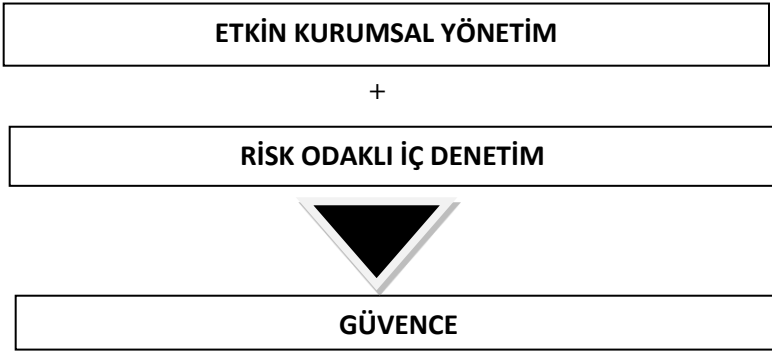 ETKİN KURUMSAL YÖNETİM
+
RİSK ODAKLI İÇ DENETİM
GÜVENCE